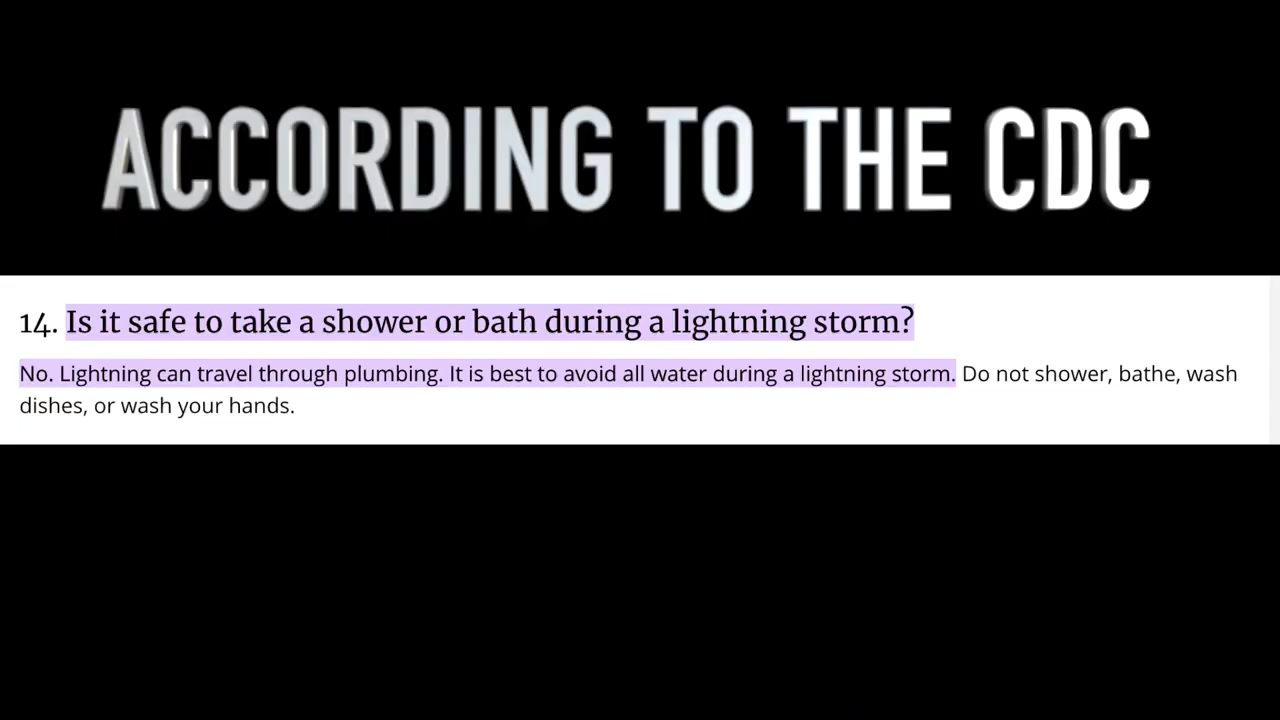 ACCORDING TO THE CDC
14. Is it safe to take a shower or bath during a lightning storm?
No. Lightning can travel through plumbing. It is best to avoid all water during a lightning storm. Do not shower, bathe, wash
dishes, or wash your hands.